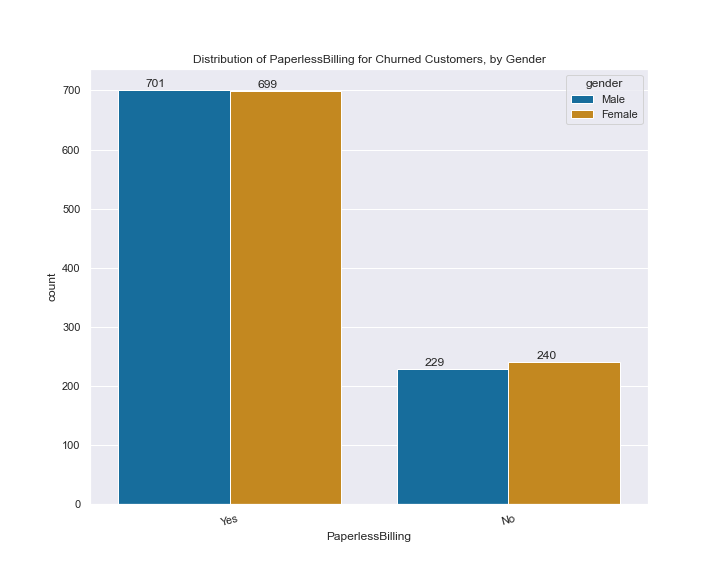 Distribution of PaperlessBilling for Churned Customers, by Gender
701
699
gender
Male
Female
700
600
500
400
300
200
100
0
count
229
240
Yes
No
PaperlessBilling